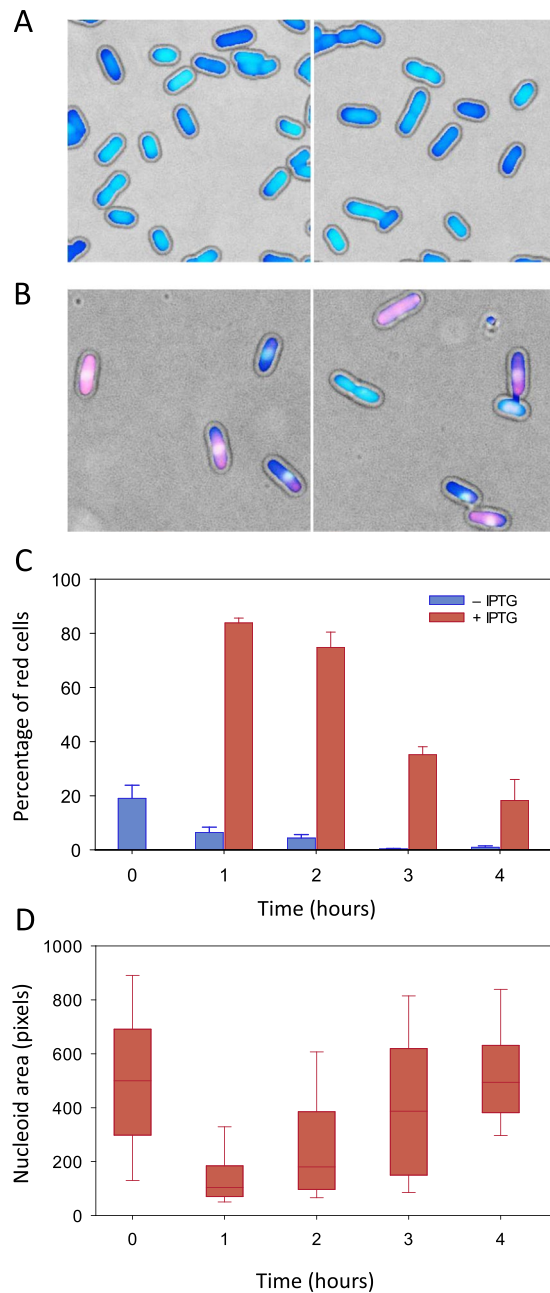 A
B
C
Percentage of red cells
100
80
60
40
20
0
– IPTG
+ IPTG
0 1 2 3 4
Time (hours)
D
Nucleoid area (pixels)
1000
800
600
400
200
0
0 1 2 3 4
Time (hours)